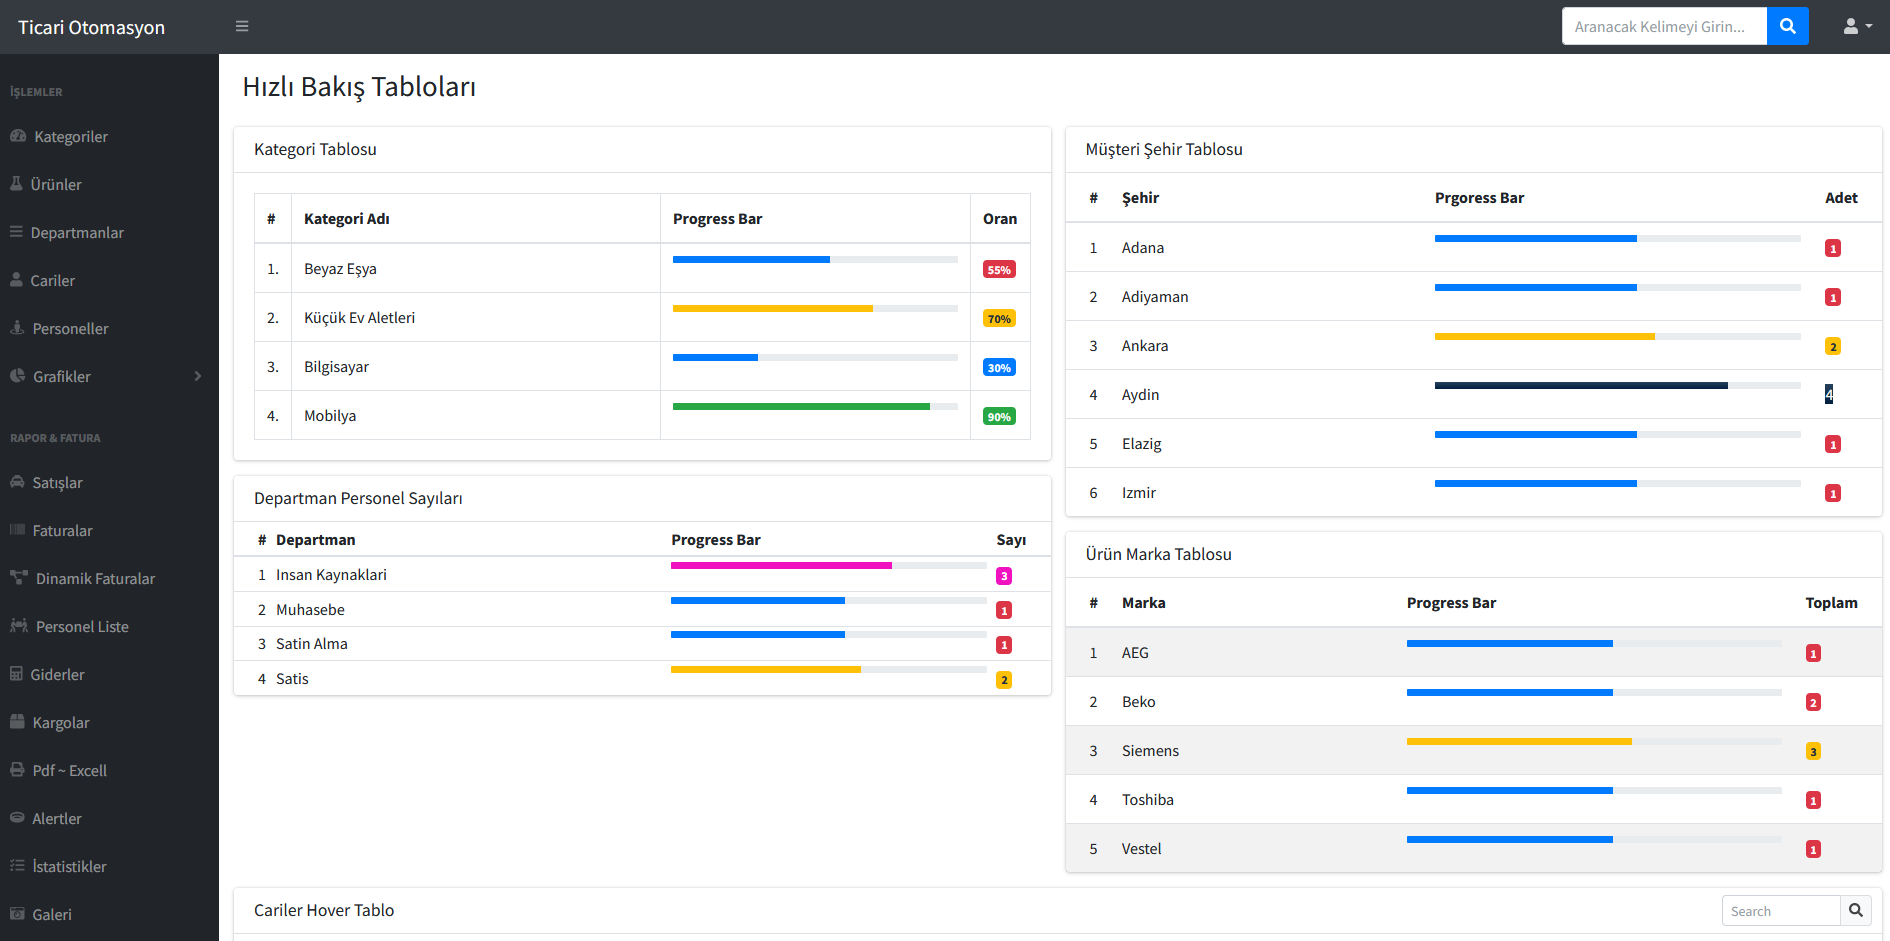 Ticari Otomasyon
Aranacak Kelimeyi Girin...
İŞLEMLER
Kategoriler
Ürünler
Departmanlar
Cariler
Personeller
Grafikler
RAPOR & FATURA
Satışlar
Faturalar
Dinamik Faturalar
Personel Liste
Giderler
Kargolar
Pdf ~ Excell
Alertler
İstatistikler
Galeri
Hızlı Bakış Tabloları
Kategori Tablosu
# Kategori Adı Progress Bar Oran
1. Beyaz Eşya 55%
2. Küçük Ev Aletleri 70%
3. Bilgisayar 30%
4. Mobilya 90%
Departman Personel Sayıları
# Departman Progress Bar Sayı
1 Insan Kaynaklari 3
2 Muhasebe 1
3 Satin Alma 1
4 Satis 2
Müşteri Şehir Tablosu
# Şehir Prgoress Bar Adet
1 Adana 1
2 Adiyaman 1
3 Ankara 2
4 Aydin 4
5 Elazig 1
6 Izmir 1
Ürün Marka Tablosu
# Marka Progress Bar Toplam
1 AEG 1
2 Beko 2
3 Siemens 3
4 Toshiba 1
5 Vestel 1
Cariler Hover Tablo
Search